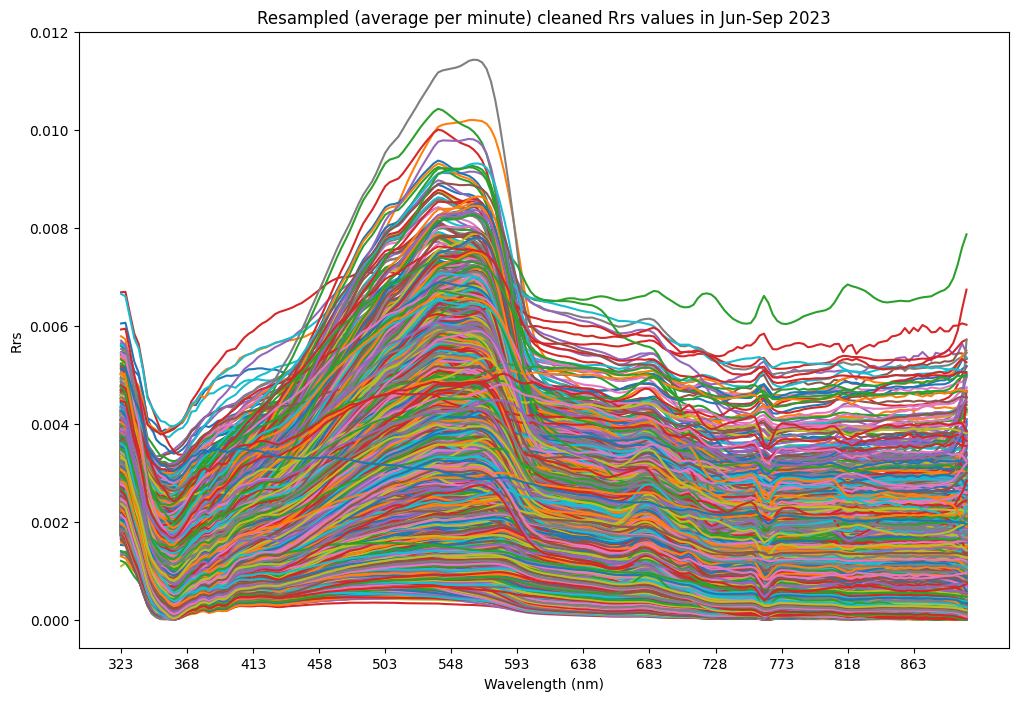 Resampled (average per minute) cleaned Rrs values in Jun-Sep 2023
0.012
0.010
0.008
0.006
0.004
0.002
0.000
Rrs
323 368 413 458 503 548 593 638 683 728 773 818 863
Wavelength (nm)